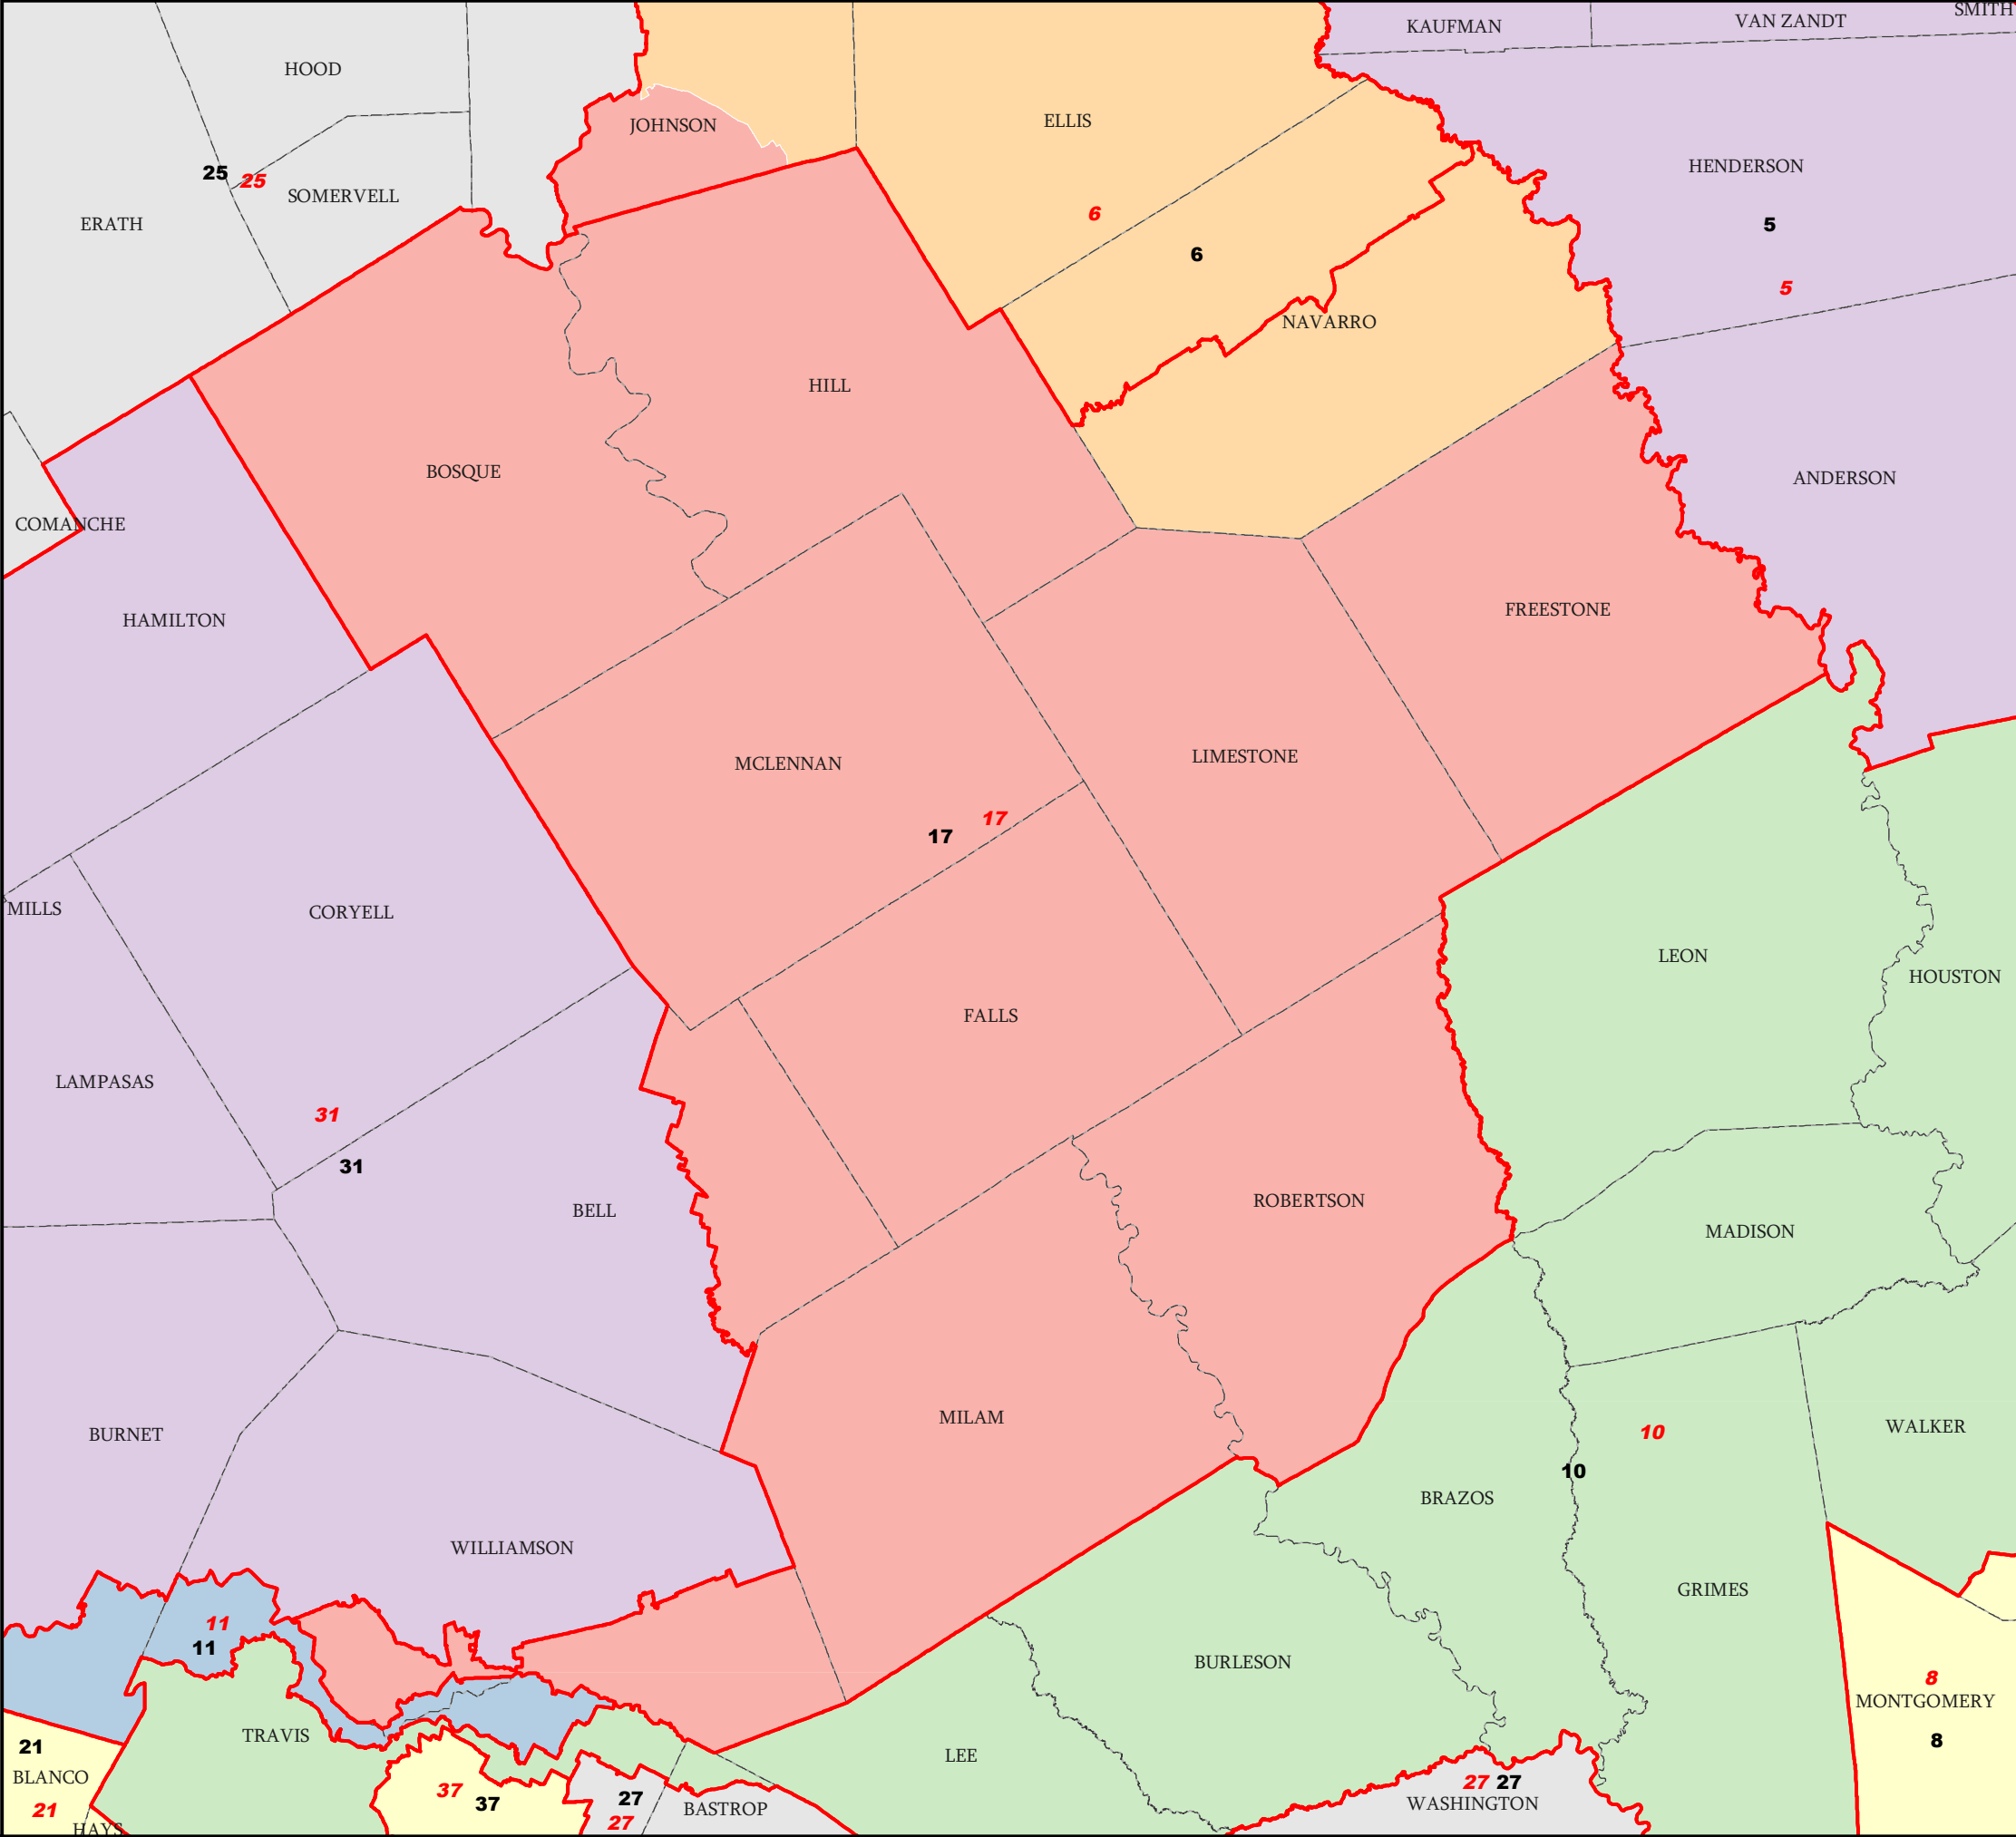 SMITH
VAN ZANDT
KAUFMAN
HOOD
ELLIS
JOHNSON
HENDERSON
25 25
SOMERVELL
6
ERATH
5
6
5
NAVARRO
HILL
BOSQUE
ANDERSON
COMANCHE
FREESTONE
HAMILTON
LIMESTONE
MCLENNAN
17
17
MILLS
CORYELL
LEON
HOUSTON
FALLS
LAMPASAS
31
31
ROBERTSON
BELL
MADISON
MILAM
WALKER
BURNET
10
10
BRAZOS
WILLIAMSON
GRIMES
11
11
BURLESON
8
MONTGOMERY
TRAVIS
8
21
LEE
BLANCO
27 27
37
27
37
WASHINGTON
BASTROP
21
27
HAYS